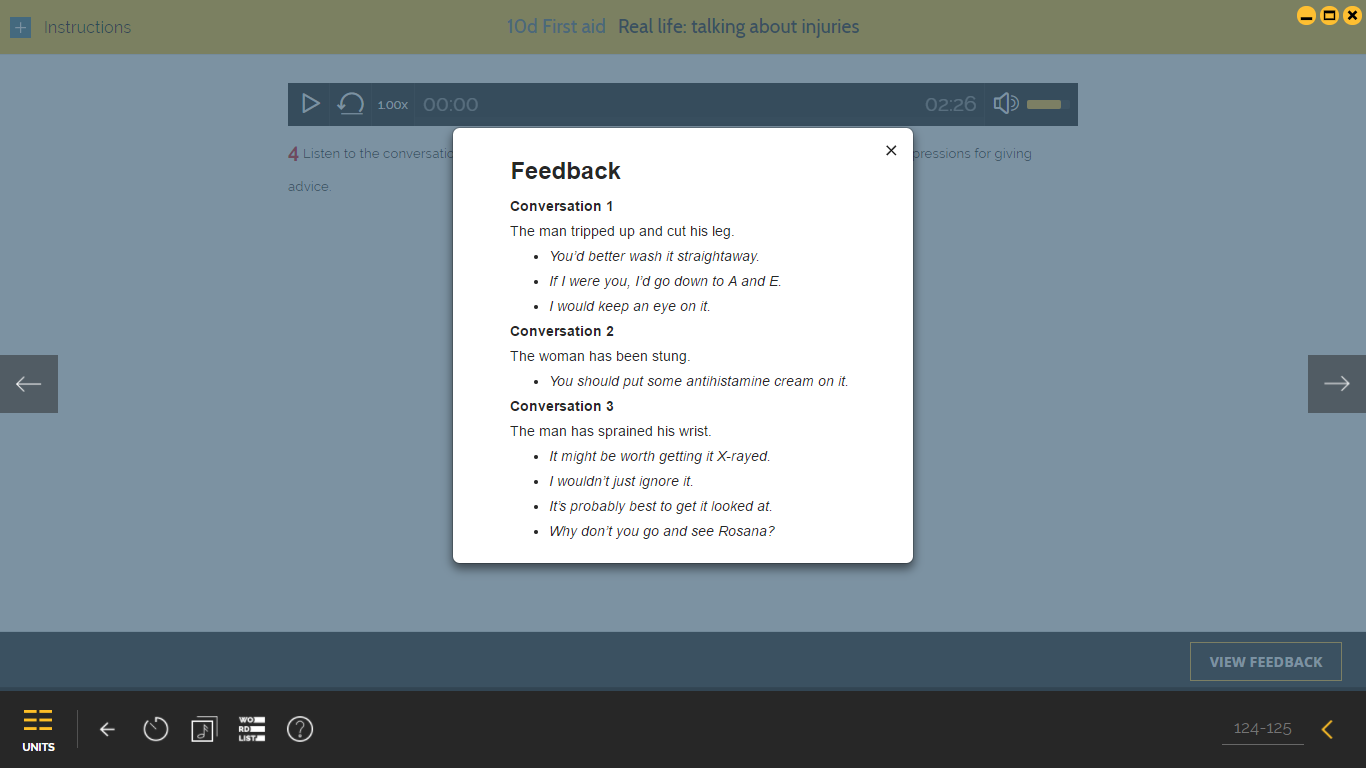 Instructions
10d First aid Real life: talking about injuries
1.00x 00:00 02:26
4 Listen to the
pressions for giving
advice.
Feedback
Conversation 1
The man tripped up and cut his leg.
• You’d better wash it straightaway.
• If I were you, I’d go down to A and E.
• I would keep an eye on it.
Conversation 2
The woman has been stung.
• You should put some antihistamine cream on it.
Conversation 3
The man has sprained his wrist.
• It might be worth getting it X-rayed.
• I wouldn’t just ignore it.
• It’s probably best to get it looked at.
• Why don’t you go and see Rosana?
VIEW FEEDBACK
UNITS
WO
RD
LIST
124-125